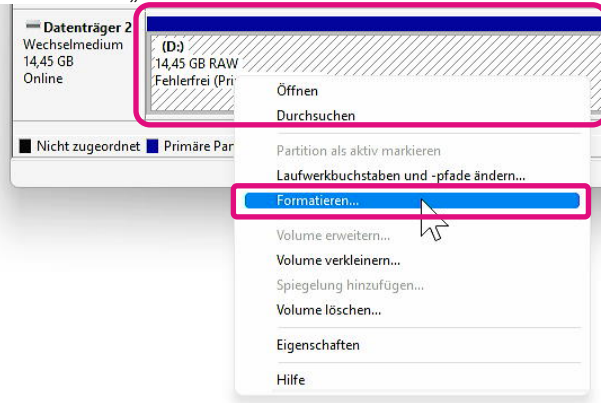 Datenträger 2
Wechselmedium
14,45 GB
Online
(D:)
14,45 GB RAW
Fehlerfrei (Pri
Öffnen
Durchsuchen
Partition als aktiv markieren
Laufwerkbuchstaben und -pfade ändern...
Formatieren...
Volume erweitern...
Volume verkleinern...
Spiegelung hinzufügen...
Volume löschen...
Eigenschaften
Hilfe
Nicht zugeordnet Primäre Par